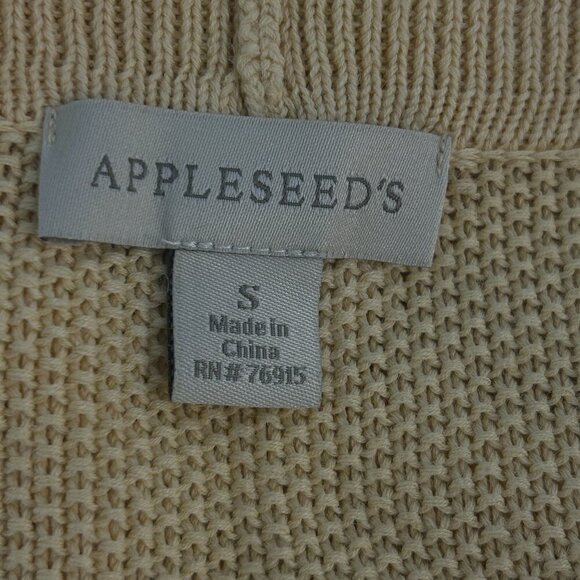 APPLESEED'S
S
Made in
China
RN# 76915